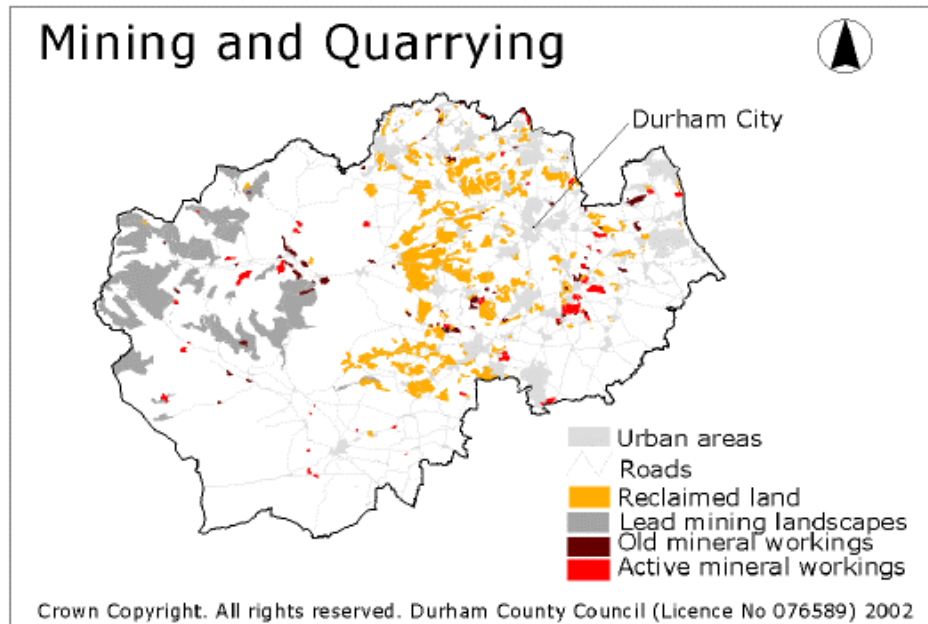 Mining and Quarrying
Durham City
Urban areas
Roads
Reclaimed land
Lead mining landscapes
Old mineral workings
Active mineral workings
Crown Copyright. All rights reserved. Durham County Council (Licence No 076589) 2002